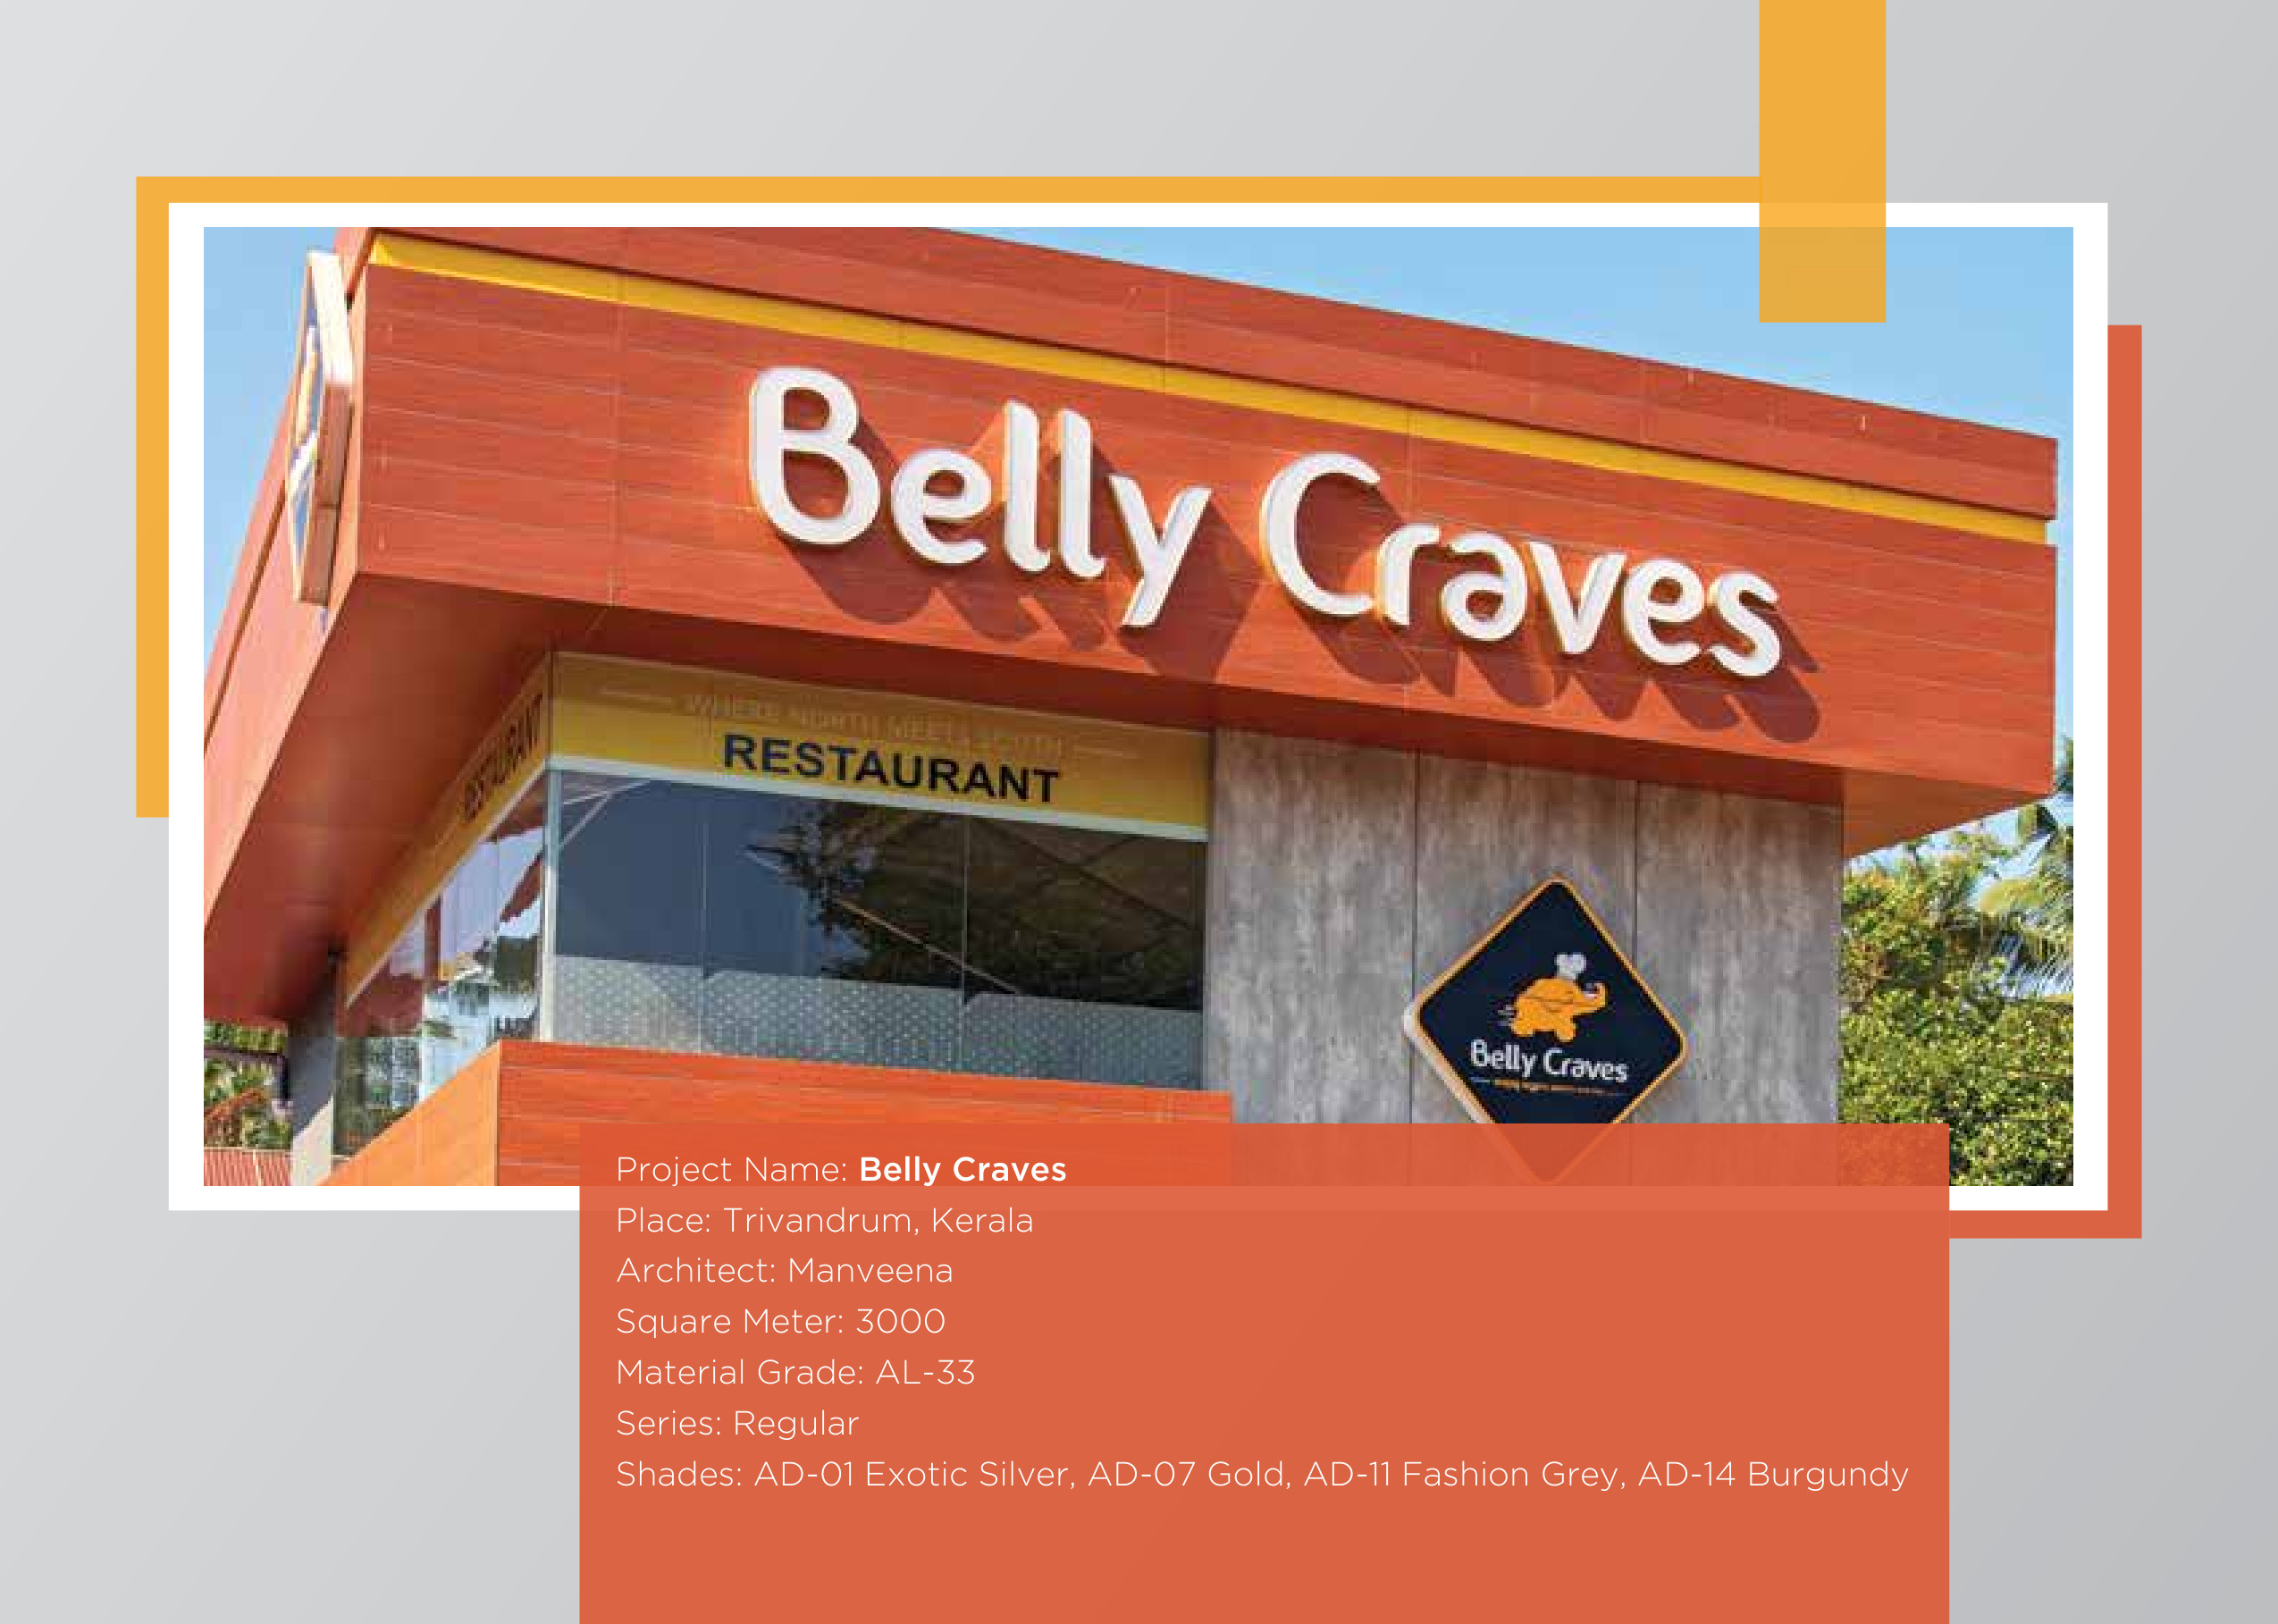 Belly Craves
WHERE NORTH MEETS SOUTH
RESTAURANT
RESTAURANT
Belly Craves
Project Name: Belly Craves
Place: Trivandrum, Kerala
Architect: Manveena
Square Meter: 3000
Material Grade: AL-33
Series: Regular
Shades: AD-01 Exotic Silver, AD-07 Gold, AD-11 Fashion Grey, AD-14 Burgundy